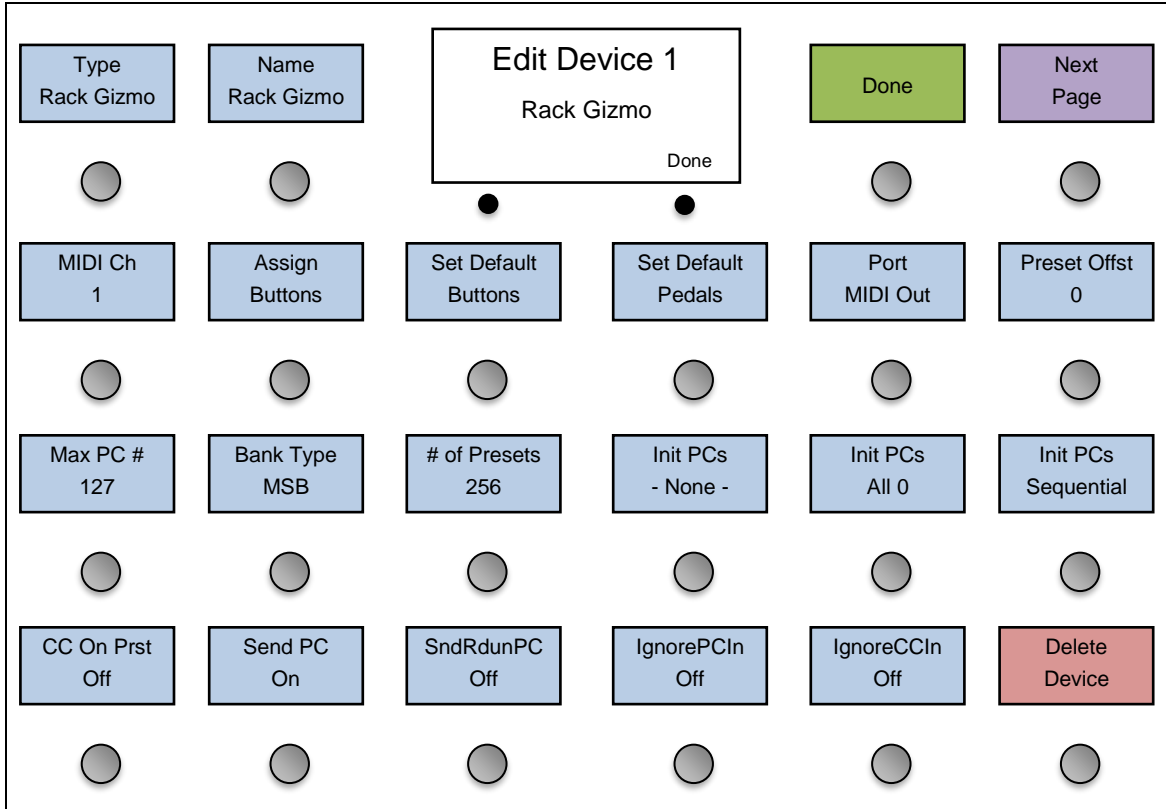 Type
Rack Gizmo
Name
Rack Gizmo
Edit Device 1
Rack Gizmo
Done
Done
Next
Page
MIDI Ch
1
Assign
Buttons
Set Default
Buttons
Set Default
Pedals
Port
MIDI Out
Preset Offst
0
Max PC #
127
Bank Type
MSB
# of Presets
256
Init PCs
- None -
Init PCs
All 0
Init PCs
Sequential
CC On Prst
Off
Send PC
On
SndRdunPC
Off
IgnorePCIn
Off
IgnoreCCIn
Off
Delete
Device